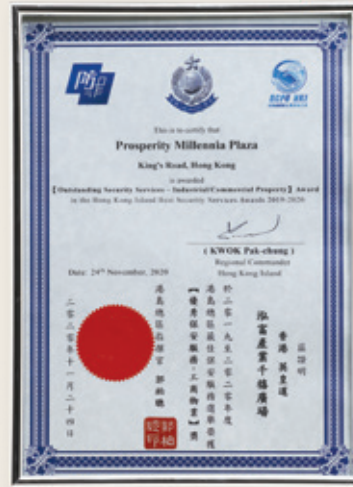 This is to certify that
Prosperity Millennia Plaza
King's Road, Hong Kong
is awarded
【Outstanding Security Services – Industrial/Commercial Property】 Award
in the Hong Kong Island Best Security Services Awards 2019-2020
( KWOK Pak-chung )
Regional Commander
Hong Kong Island
Date: 24th November, 2020
茲證明
香港 英皇道
泓富產業千禧廣場
於二零一九至二零二零年度
港島總區最佳保安服務選舉榮獲
【優秀保安服務-工商物業】獎
港島總區指揮官 郭柏聰
二零二零年十一月二十四日